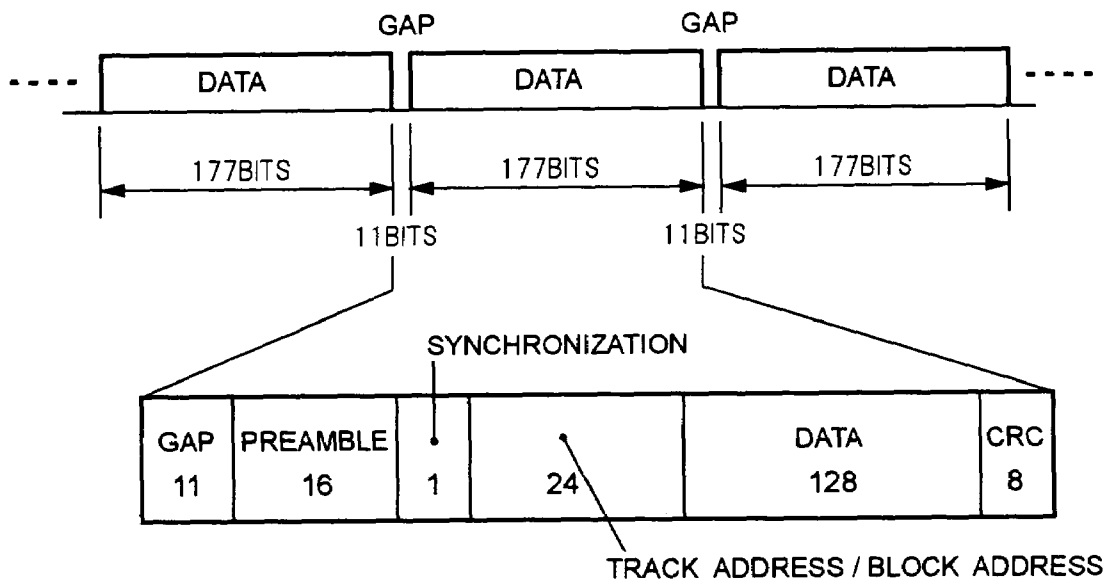 GAP GAP
DATA DATA DATA
177BITS 177BITS 177BITS
11BITS 11BITS
SYNCHRONIZATION
GAP PREAMBLE DATA CRC
11 16 1 24 128 8
TRACK ADDRESS / BLOCK ADDRESS